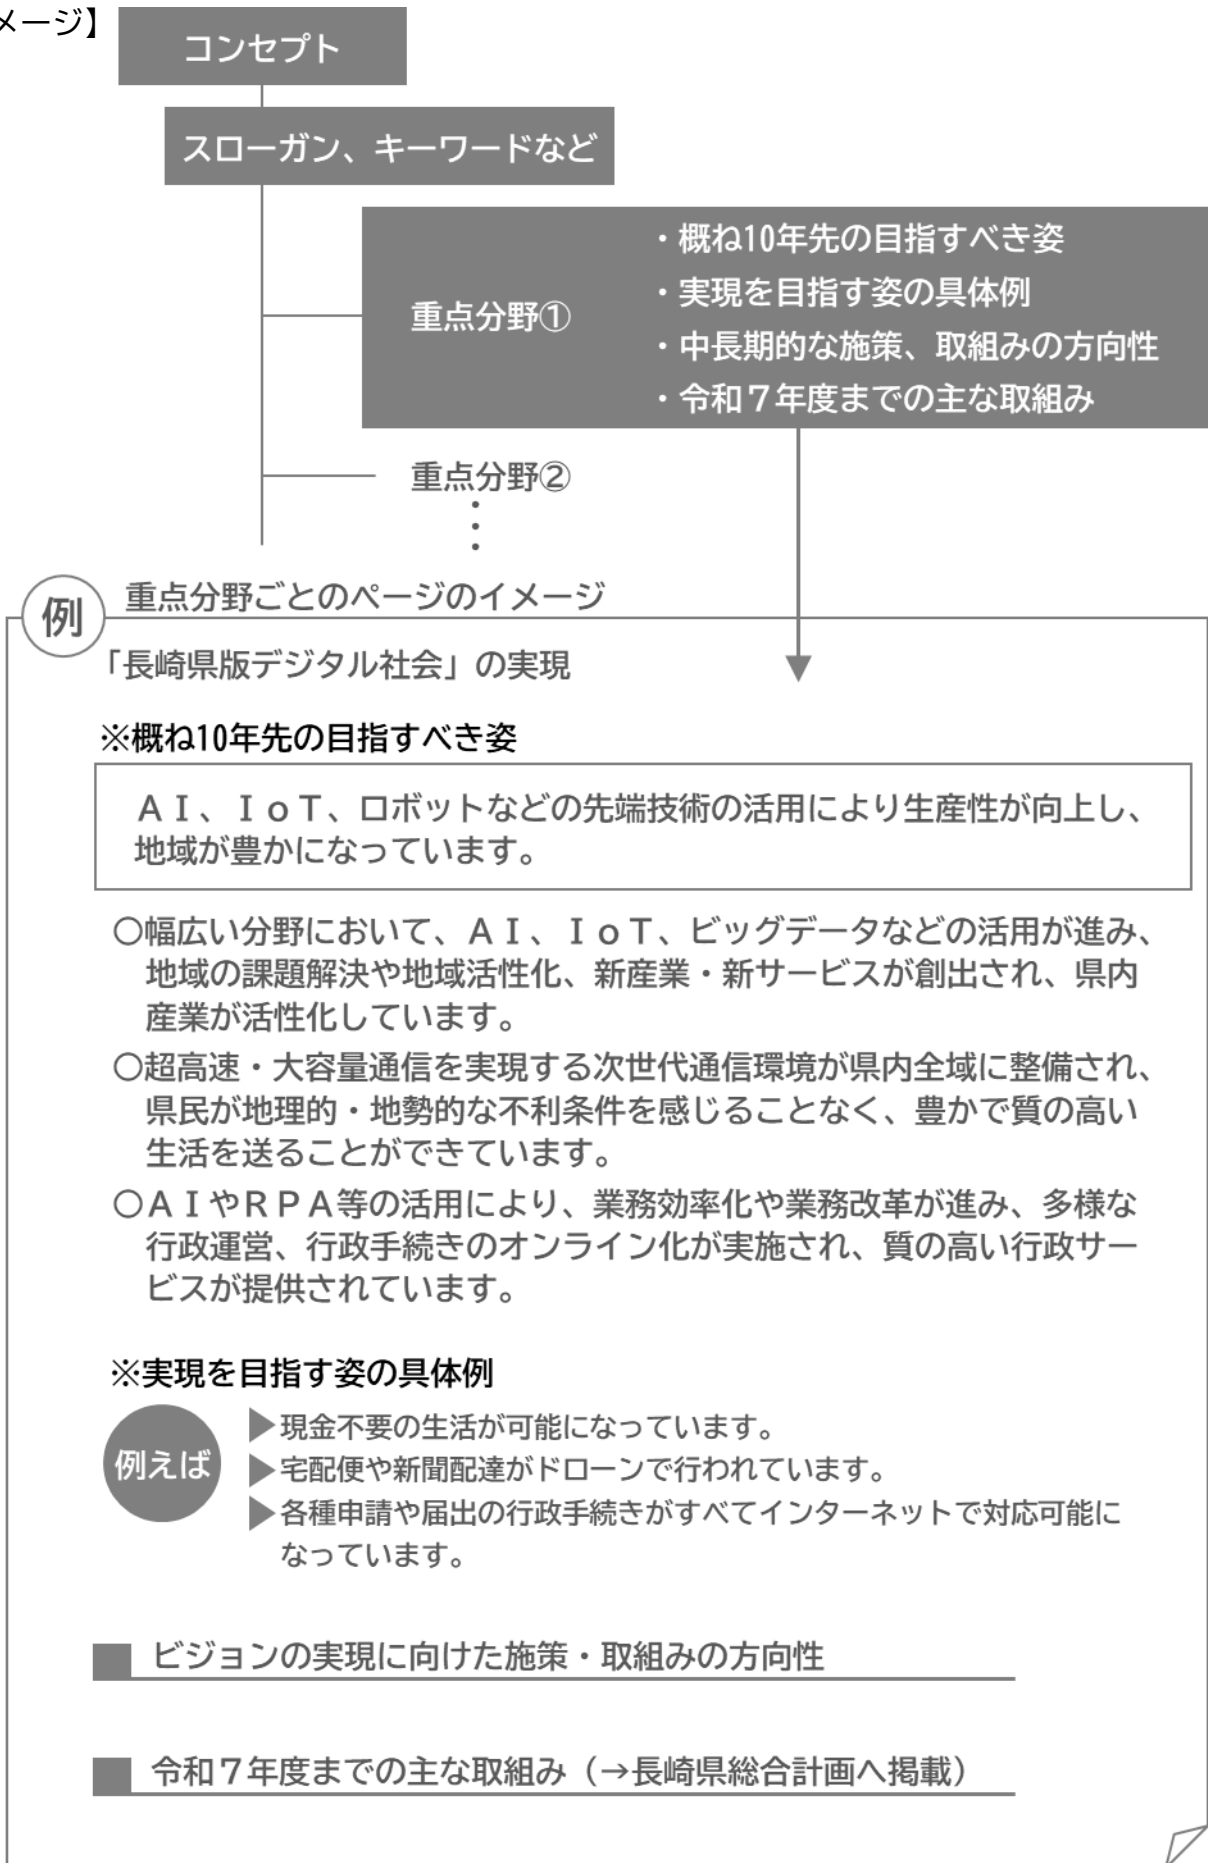 メージ】
コンセプト
スローガン、キーワードなど
重点分野①
・概ね10年先の目指すべき姿
・実現を目指す姿の具体例
・中長期的な施策、取組みの方向性
・令和７年度までの主な取組み
重点分野②
・
・
・
例
重点分野ごとのページのイメージ
「長崎県版デジタル社会」の実現
※概ね10年先の目指すべき姿
ＡＩ、ＩｏＴ、ロボットなどの先端技術の活用により生産性が向上し、
地域が豊かになっています。
○幅広い分野において、ＡＩ、ＩｏＴ、ビッグデータなどの活用が進み、
地域の課題解決や地域活性化、新産業・新サービスが創出され、県内
産業が活性化しています。
○超高速・大容量通信を実現する次世代通信環境が県内全域に整備され、
県民が地理的・地勢的な不利条件を感じることなく、豊かで質の高い
生活を送ることができています。
○ＡＩやＲＰＡ等の活用により、業務効率化や業務改革が進み、多様な
行政運営、行政手続きのオンライン化が実施され、質の高い行政サー
ビスが提供されています。
※実現を目指す姿の具体例
例えば
▶現金不要の生活が可能になっています。
▶宅配便や新聞配達がドローンで行われています。
▶各種申請や届出の行政手続きがすべてインターネットで対応可能に
なっています。
■ ビジョンの実現に向けた施策・取組みの方向性
■ 令和７年度までの主な取組み（→長崎県総合計画へ掲載）